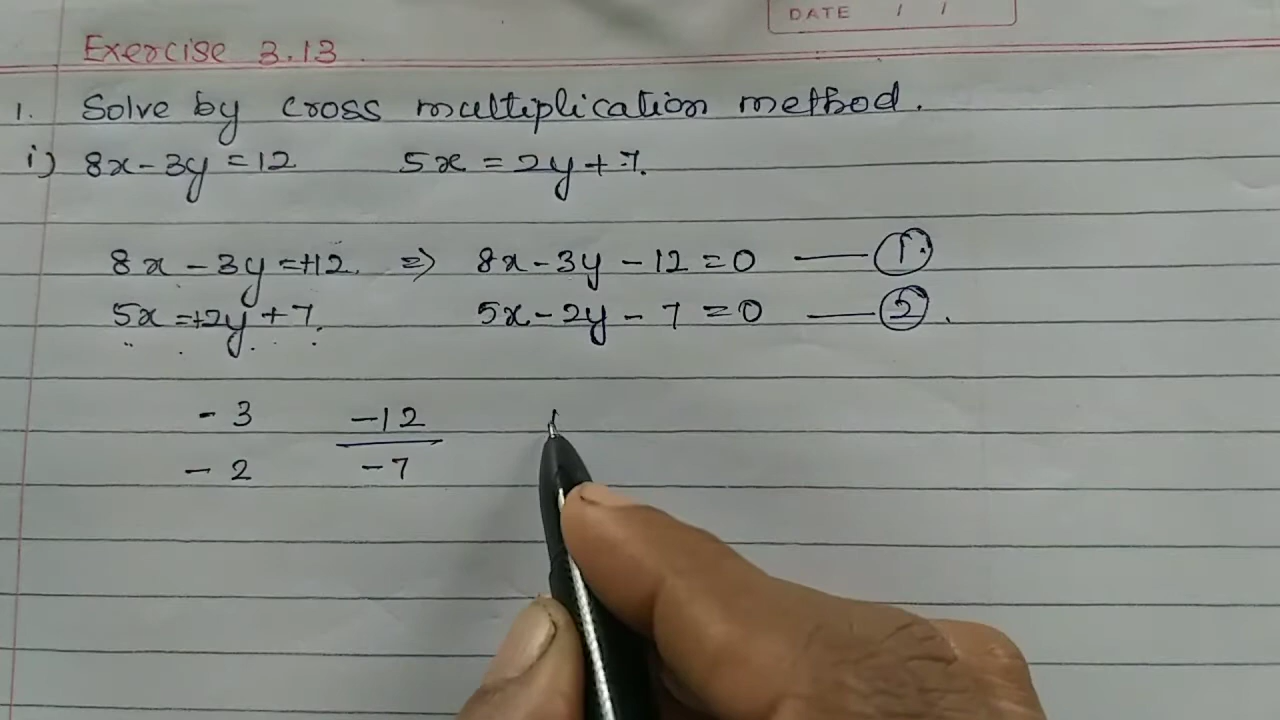 DATE / /
Exercise 3.13.
1. Solve by cross multiplication method.
i) 8x - 3y = 12 5x = 2y + 7.
8x - 3y = +12. ⇒ 8x - 3y - 12 = 0 — ①
5x = +2y + 7. 5x - 2y - 7 = 0 — ②.
- 3 -12
- 2 -7